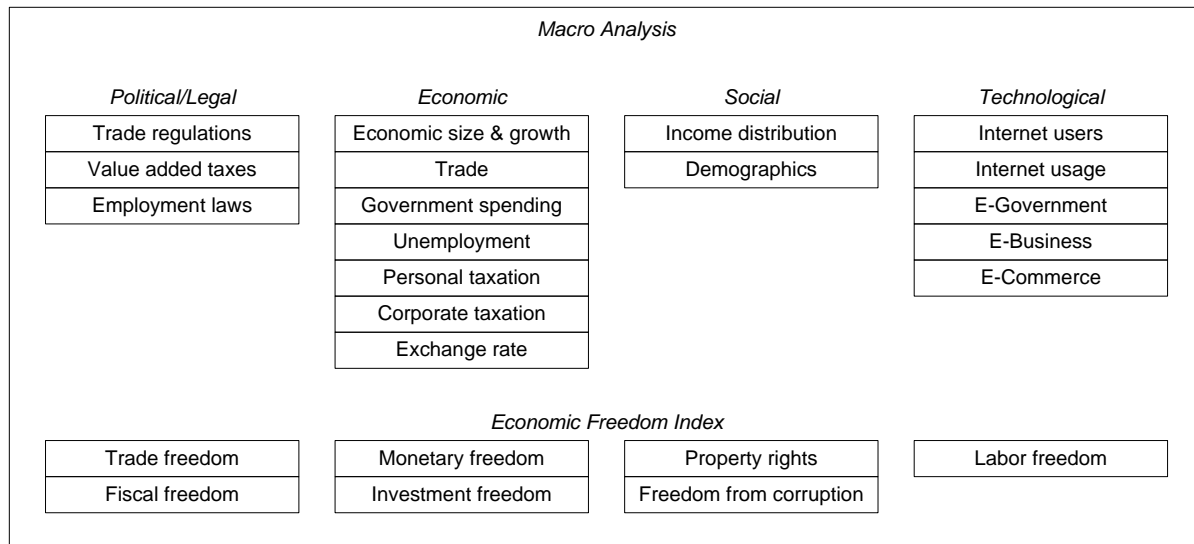 Macro Analysis
Political/Legal
Trade regulations
Value added taxes
Employment laws
Economic
Economic size & growth
Trade
Government spending
Unemployment
Personal taxation
Corporate taxation
Exchange rate
Social
Income distribution
Demographics
Technological
Internet users
Internet usage
E-Government
E-Business
E-Commerce
Economic Freedom Index
Trade freedom
Fiscal freedom
Monetary freedom
Investment freedom
Property rights
Freedom from corruption
Labor freedom